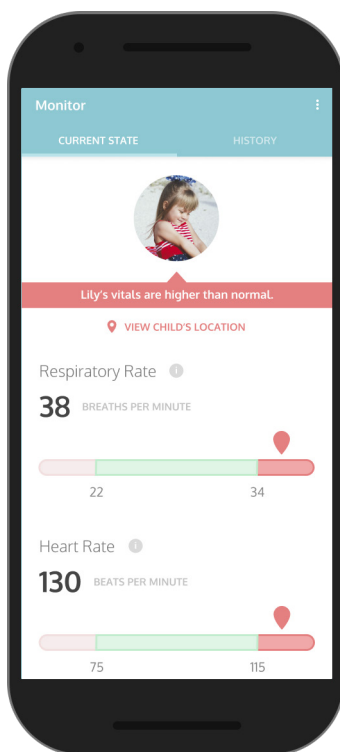 Monitor
CURRENT STATE HISTORY
Lily's vitals are higher than normal.
VIEW CHILD'S LOCATION
Respiratory Rate i
38 BREATHS PER MINUTE
22 34
Heart Rate i
130 BEATS PER MINUTE
75 115